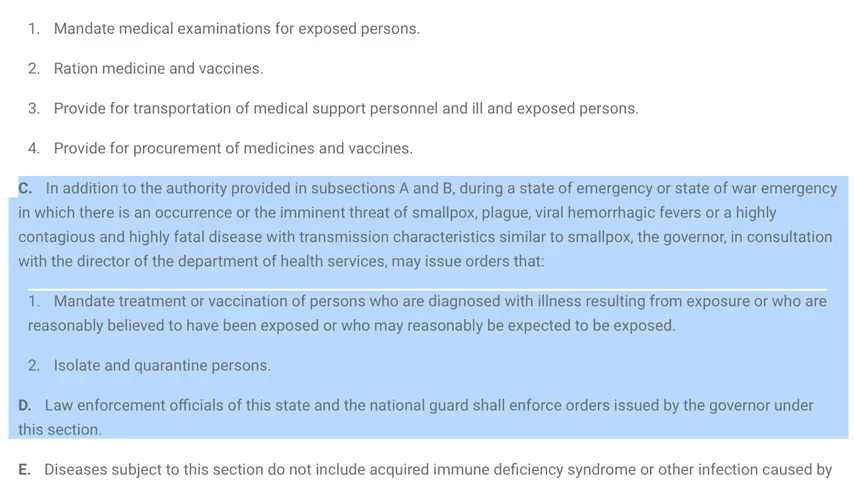 1. Mandate medical examinations for exposed persons.
2. Ration medicine and vaccines.
3. Provide for transportation of medical support personnel and ill and exposed persons.
4. Provide for procurement of medicines and vaccines.
C. In addition to the authority provided in subsections A and B, during a state of emergency or state of war emergency
in which there is an occurrence or the imminent threat of smallpox, plague, viral hemorrhagic fevers or a highly
contagious and highly fatal disease with transmission characteristics similar to smallpox, the governor, in consultation
with the director of the department of health services, may issue orders that:
1. Mandate treatment or vaccination of persons who are diagnosed with illness resulting from exposure or who are
reasonably believed to have been exposed or who may reasonably be expected to be exposed.
2. Isolate and quarantine persons.
D. Law enforcement officials of this state and the national guard shall enforce orders issued by the governor under
this section.
E. Diseases subject to this section do not include acquired immune deficiency syndrome or other infection caused by